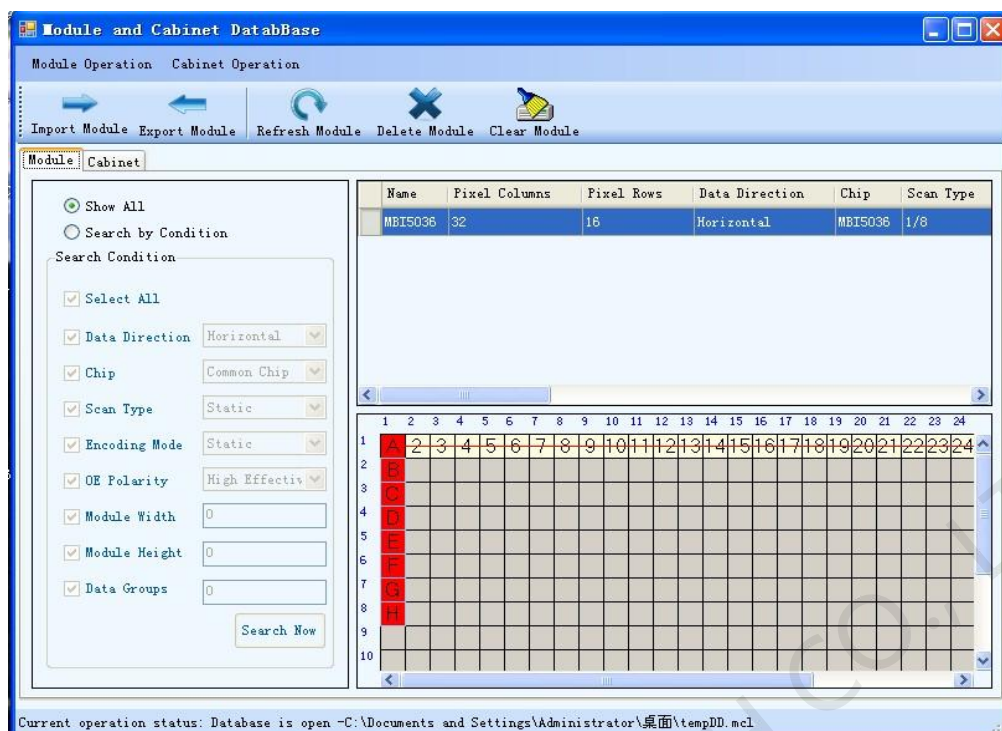 Module and Cabinet DatabBase
Module Operation Cabinet Operation
Import Module Export Module Refresh Module Delete Module Clear Module
Module Cabinet
Show All
Search by Condition
Search Condition
Select All
Data Direction Horizontal
Chip Common Chip
Scan Type Static
Encoding Mode Static
OE Polarity High Effectiv
Module Width 0
Module Height 0
Data Groups 0
Search Now
Name Pixel Columns Pixel Rows Data Direction Chip Scan Type
MBI5036 32 16 Horizontal MBI5036 1/8
1 2 3 4 5 6 7 8 9 10 11 12 13 14 15 16 17 18 19 20 21 22 23 24
1 A 2 3 4 5 6 7 8 9 10 11 12 13 14 15 16 17 18 19 20 21 22 23 24
2 B
3 C
4 D
5 E
6 F
7 G
8 H
9
10
Current operation status: Database is open -C:\Documents and Settings\Administrator\桌面\tempDD.mcl